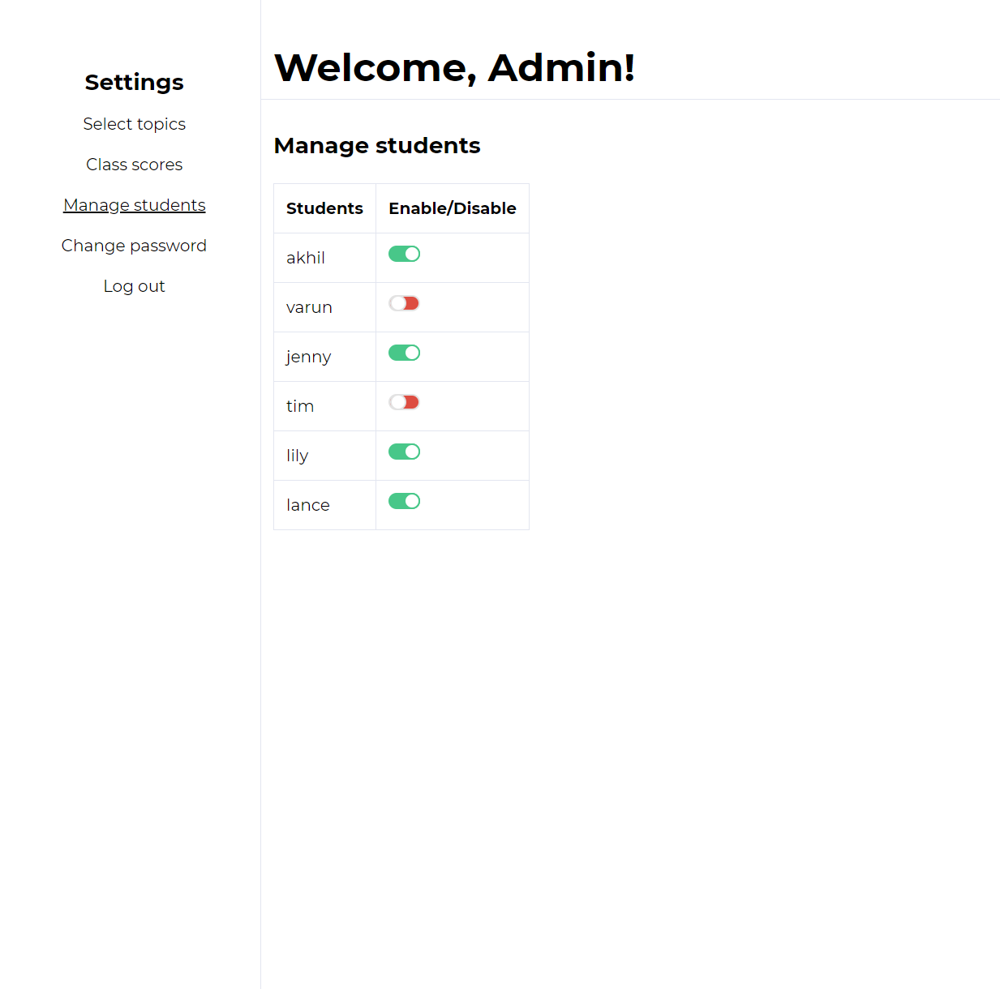 Settings
Select topics
Class scores
Manage students
Change password
Log out
Welcome, Admin!
Manage students
Students Enable/Disable
akhil
varun
jenny
tim
lily
lance